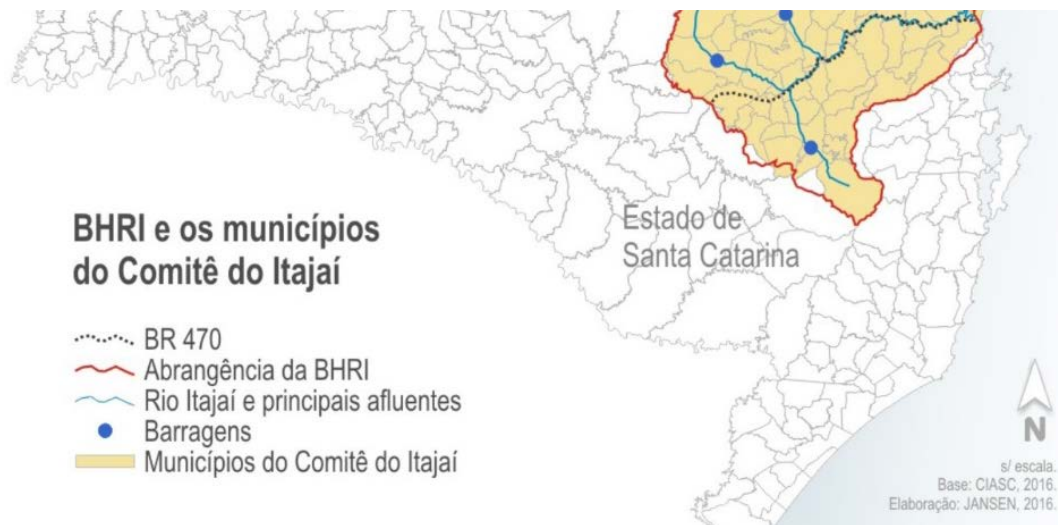 Estado de
Santa Catarina
BHRI e os municípios
do Comitê do Itajaí
BR 470
Abrangência da BHRI
Rio Itajaí e principais afluentes
Barragens
Municípios do Comitê do Itajaí
N
s/ escala.
Base: CIASC, 2016.
Elaboração: JANSEN, 2016.